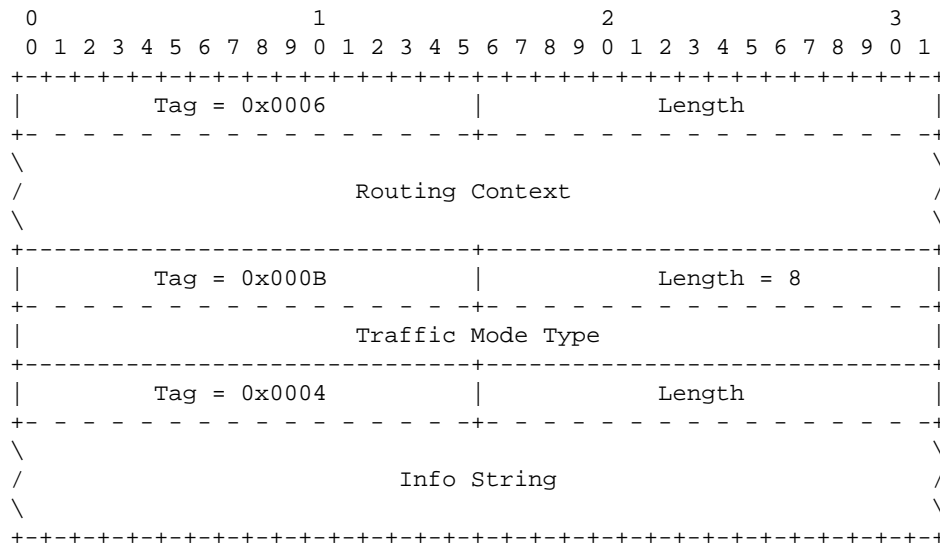 0                   1                   2                   3
 0 1 2 3 4 5 6 7 8 9 0 1 2 3 4 5 6 7 8 9 0 1 2 3 4 5 6 7 8 9 0 1
+-+-+-+-+-+-+-+-+-+-+-+-+-+-+-+-+-+-+-+-+-+-+-+-+-+-+-+-+-+-+-+-+
|         Tag = 0x0006          |            Length             |
+- - - - - - - - - - - - - - - -+- - - - - - - - - - - - - - - -+
\                                                               \
/                       Routing Context                         /
\                                                               \
+-------------------------------+-------------------------------+
|         Tag = 0x000B          |            Length = 8         |
+- - - - - - - - - - - - - - - -+- - - - - - - - - - - - - - - -+
|                       Traffic Mode Type                       |
+-------------------------------+-------------------------------+
|         Tag = 0x0004          |            Length             |
+- - - - - - - - - - - - - - - -+- - - - - - - - - - - - - - - -+
\                                                               \
/                          Info String                          /
\                                                               \
+-+-+-+-+-+-+-+-+-+-+-+-+-+-+-+-+-+-+-+-+-+-+-+-+-+-+-+-+-+-+-+-+